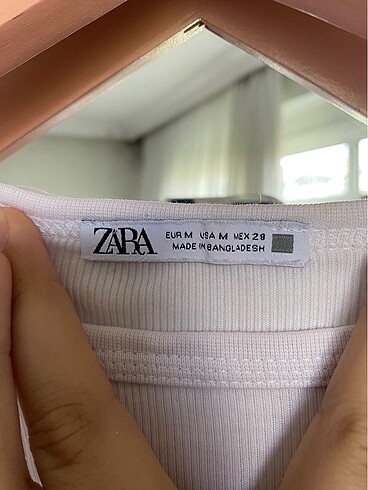 ZARA
EUR M USA M MEX 28
MADE IN BANGLADESH